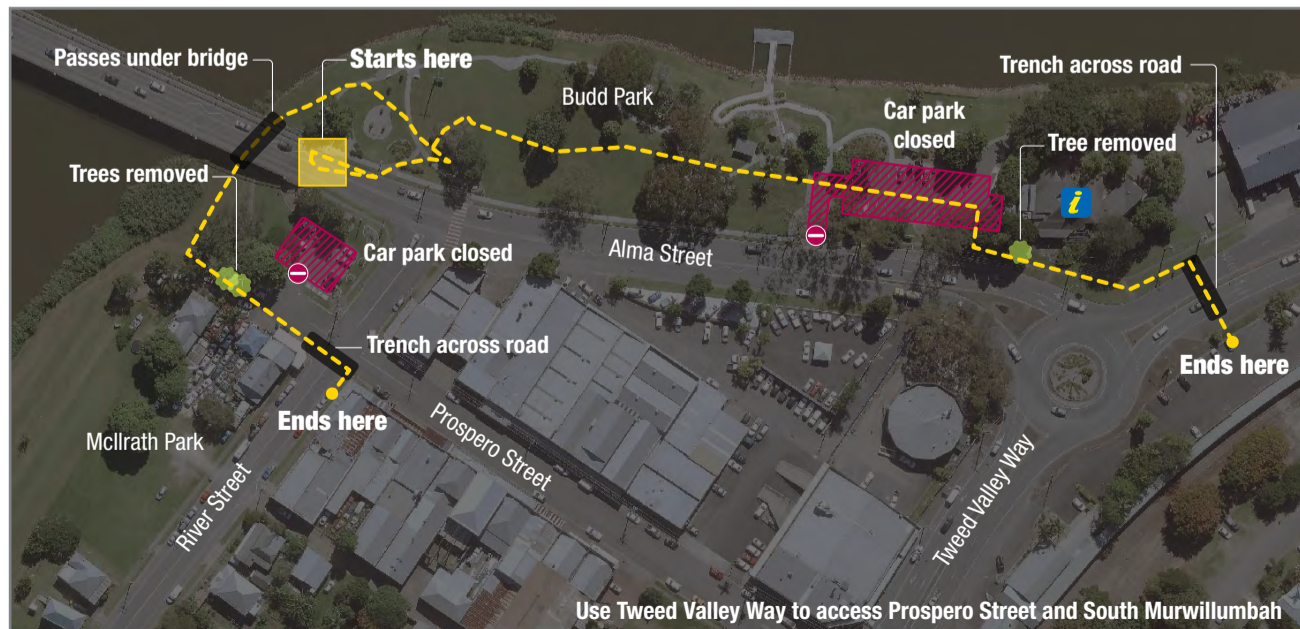 Passes under bridge
Starts here
Trench across road
Budd Park
Car park
closed
Tree removed
Trees removed
i
Car park closed
Alma Street
Trench across road
Ends here
Ends here
Prospero Street
McIlrath Park
River Street
Tweed Valley Way
Use Tweed Valley Way to access Prospero Street and South Murwillumbah